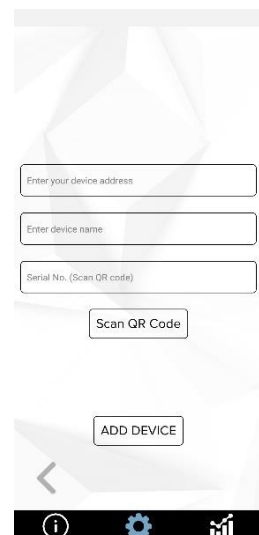 Enter your device address
Enter device name
Serial No. (Scan QR code)
Scan QR Code
ADD DEVICE